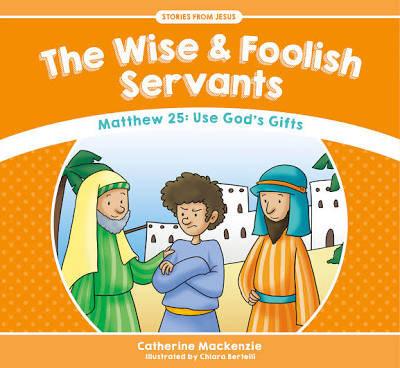 STORIES FROM JESUS
The Wise & Foolish
Servants
Matthew 25: Use God's Gifts
Catherine Mackenzie
Illustrated by Chiara Bertelli